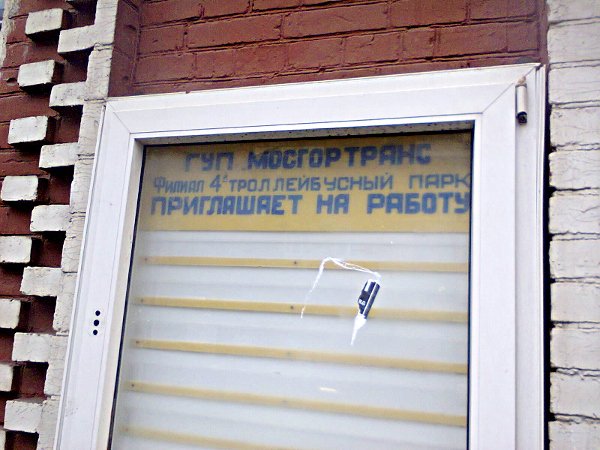 ГУП МОСГОРТРАНС
ФИЛИАЛ 4й ТРОЛЛЕЙБУСНЫЙ ПАРК
ПРИГЛАШАЕТ НА РАБОТУ